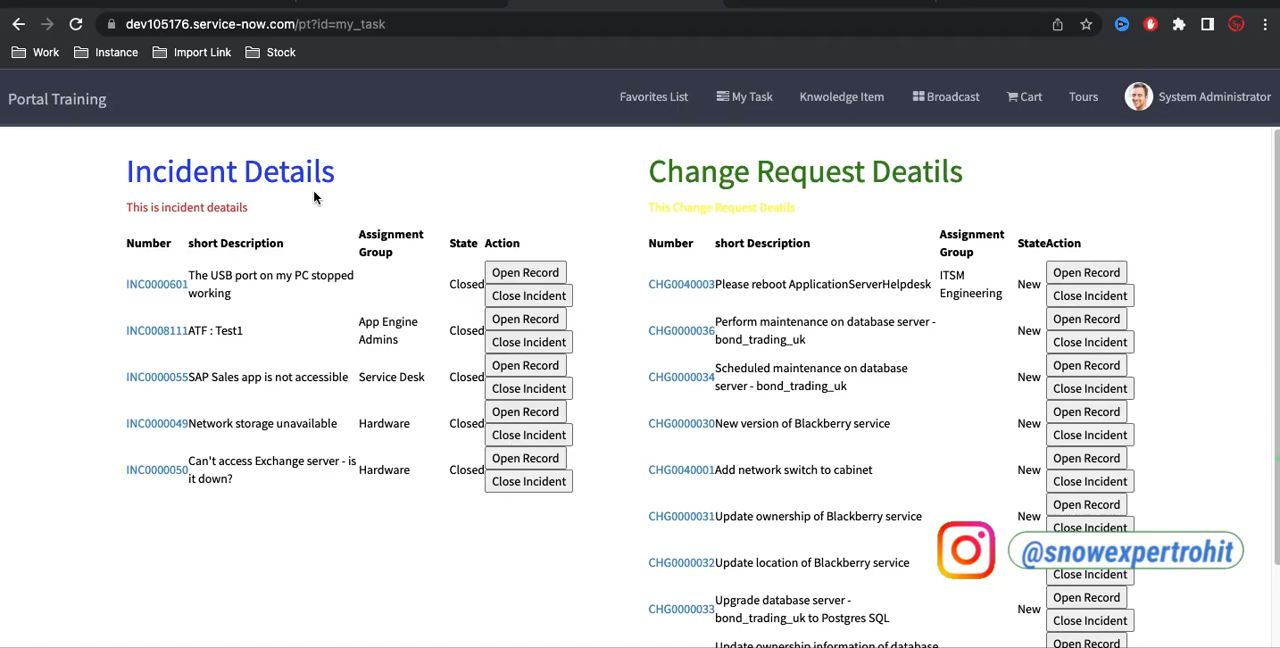 dev105176.service-now.com/pt?id=my_task
Work Instance Import Link Stock
Portal Training Favorites List My Task Knwoledge Item Broadcast Cart Tours System Administrator
Incident Details
This is incident deatails
Number short Description Assignment Group State Action
INC0000601 The USB port on my PC stopped working Closed Open Record Close Incident
INC0008111 ATF : Test1 App Engine Admins Closed Open Record Close Incident
INC0000055 SAP Sales app is not accessible Service Desk Closed Open Record Close Incident
INC0000049 Network storage unavailable Hardware Closed Open Record Close Incident
INC0000050 Can't access Exchange server - is it down? Hardware Closed Open Record Close Incident
Change Request Deatils
This Change Request Deatils
Number short Description Assignment Group State Action
CHG0040003 Please reboot ApplicationServerHelpdesk ITSM Engineering New Open Record Close Incident
CHG0000036 Perform maintenance on database server - bond_trading_uk New Open Record Close Incident
CHG0000034 Scheduled maintenance on database server - bond_trading_uk New Open Record Close Incident
CHG0000030 New version of Blackberry service New Open Record Close Incident
CHG0040001 Add network switch to cabinet New Open Record Close Incident
CHG0000031 Update ownership of Blackberry service New Open Record Close Incident
CHG0000032 Update location of Blackberry service Close Incident
CHG0000033 Upgrade database server - bond_trading_uk to Postgres SQL New Open Record Close Incident
Update ownership information of database Open Record
@snowexpertrohit